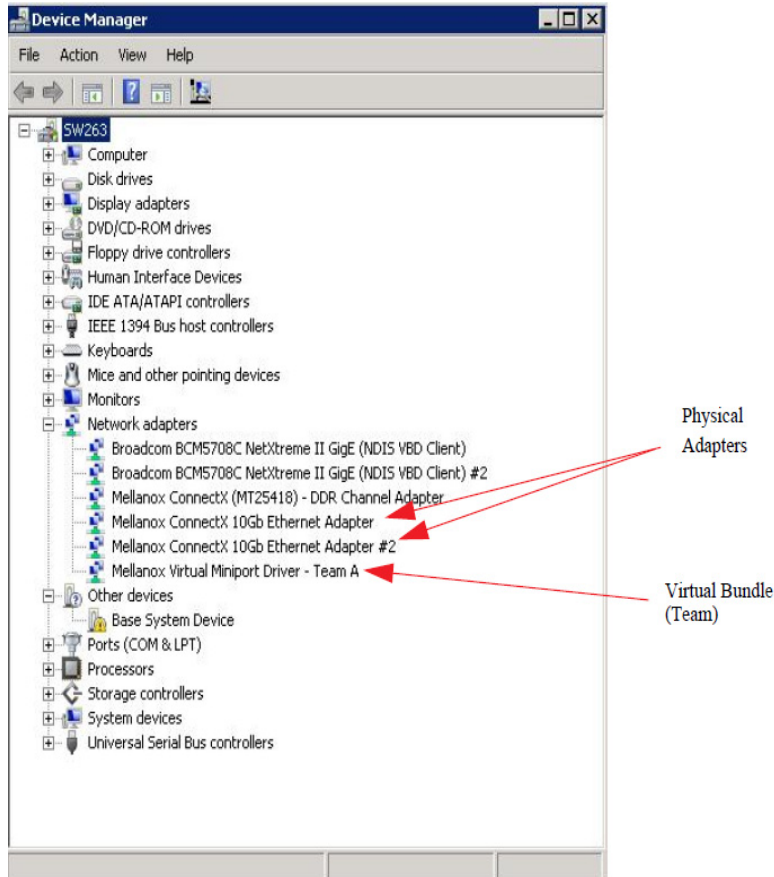 Device Manager
File Action View Help
SW263
Computer
Disk drives
Display adapters
DVD/CD-ROM drives
Floppy drive controllers
Human Interface Devices
IDE ATA/ATAPI controllers
IEEE 1394 Bus host controllers
Keyboards
Mice and other pointing devices
Monitors
Network adapters
Broadcom BCM5708C NetXtreme II GigE (NDIS VBD Client)
Broadcom BCM5708C NetXtreme II GigE (NDIS VBD Client) #2
Mellanox ConnectX (MT25418) - DDR Channel Adapter
Mellanox ConnectX 10Gb Ethernet Adapter
Mellanox ConnectX 10Gb Ethernet Adapter #2
Mellanox Virtual Miniport Driver - Team A
Other devices
Base System Device
Ports (COM & LPT)
Processors
Storage controllers
System devices
Universal Serial Bus controllers
Physical
Adapters
Virtual Bundle
(Team)